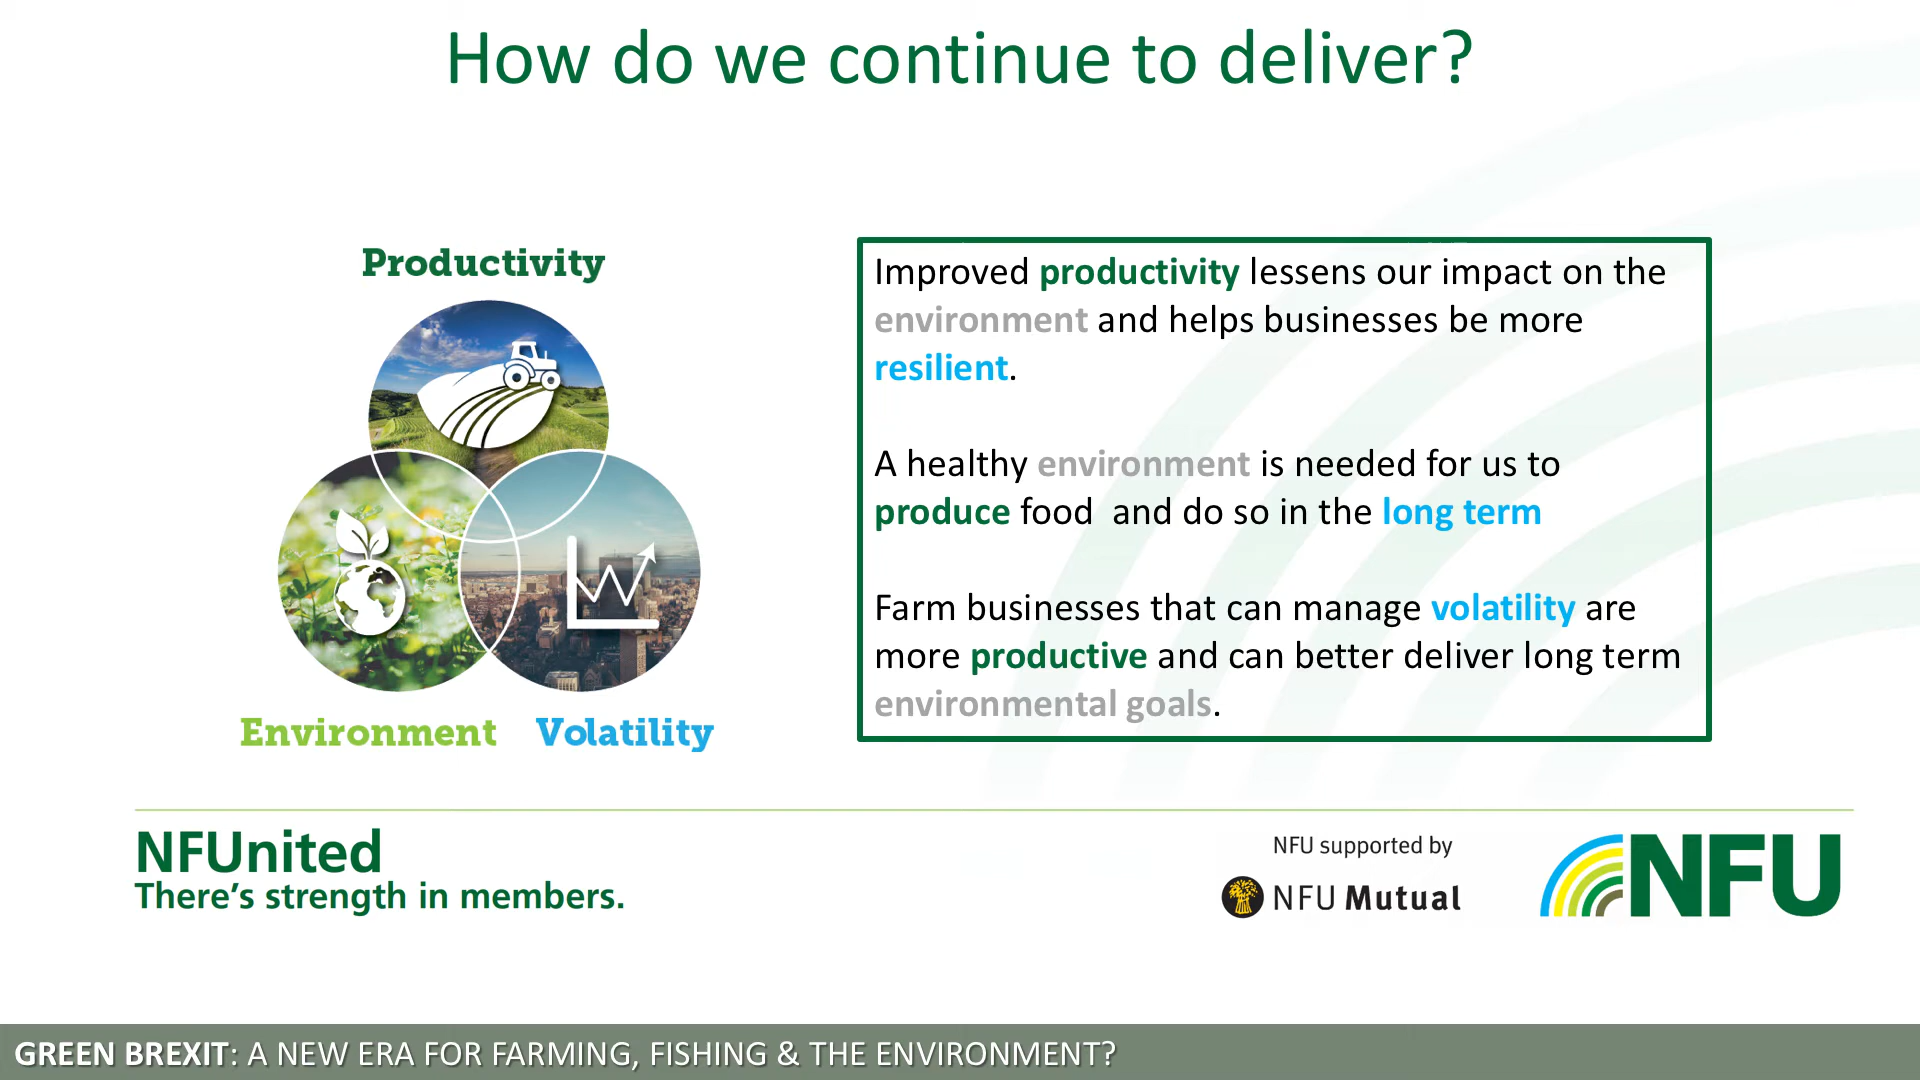 How do we continue to deliver?
Productivity
Environment
Volatility
Improved productivity lessens our impact on the
environment and helps businesses be more
resilient.
A healthy environment is needed for us to
produce food  and do so in the long term
Farm businesses that can manage volatility are
more productive and can better deliver long term
environmental goals.
NFUnited
There’s strength in members.
NFU supported by
NFU Mutual
NFU
GREEN BREXIT: A NEW ERA FOR FARMING, FISHING & THE ENVIRONMENT?